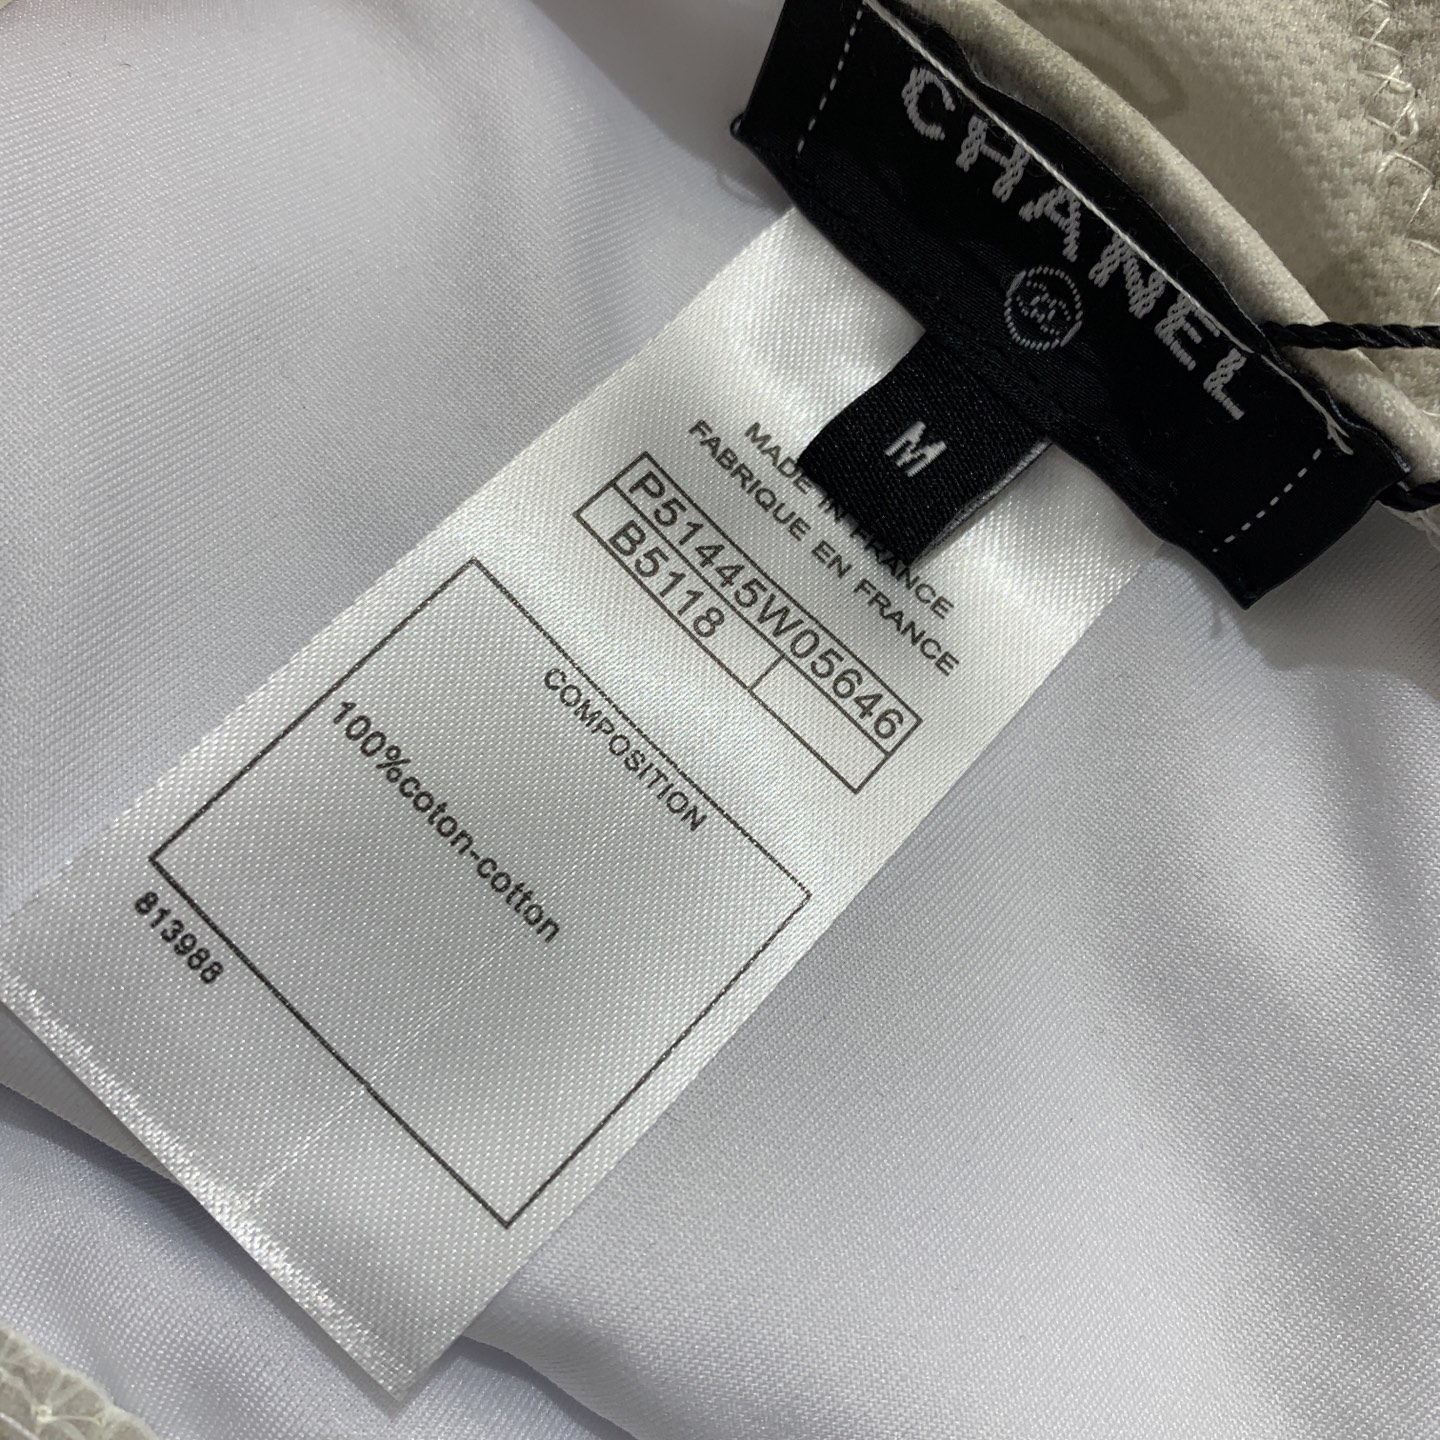 CHANEL
M
MADE IN FRANCE
FABRIQUE EN FRANCE
P51445W05646
B5118
COMPOSITION
100%coton-cotton
813988